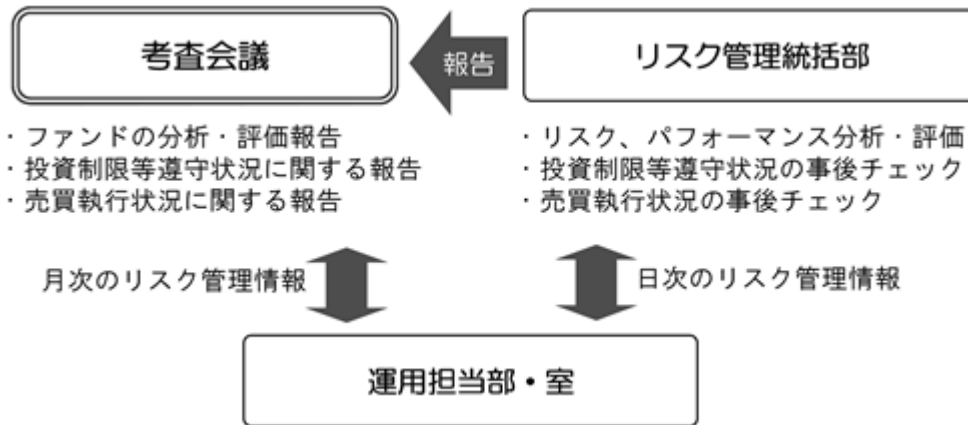 考査会議
報告
リスク管理統括部
・ファンドの分析・評価報告
・投資制限等遵守状況に関する報告
・売買執行状況に関する報告
・リスク、パフォーマンス分析・評価
・投資制限等遵守状況の事後チェック
・売買執行状況の事後チェック
月次のリスク管理情報
日次のリスク管理情報
運用担当部・室